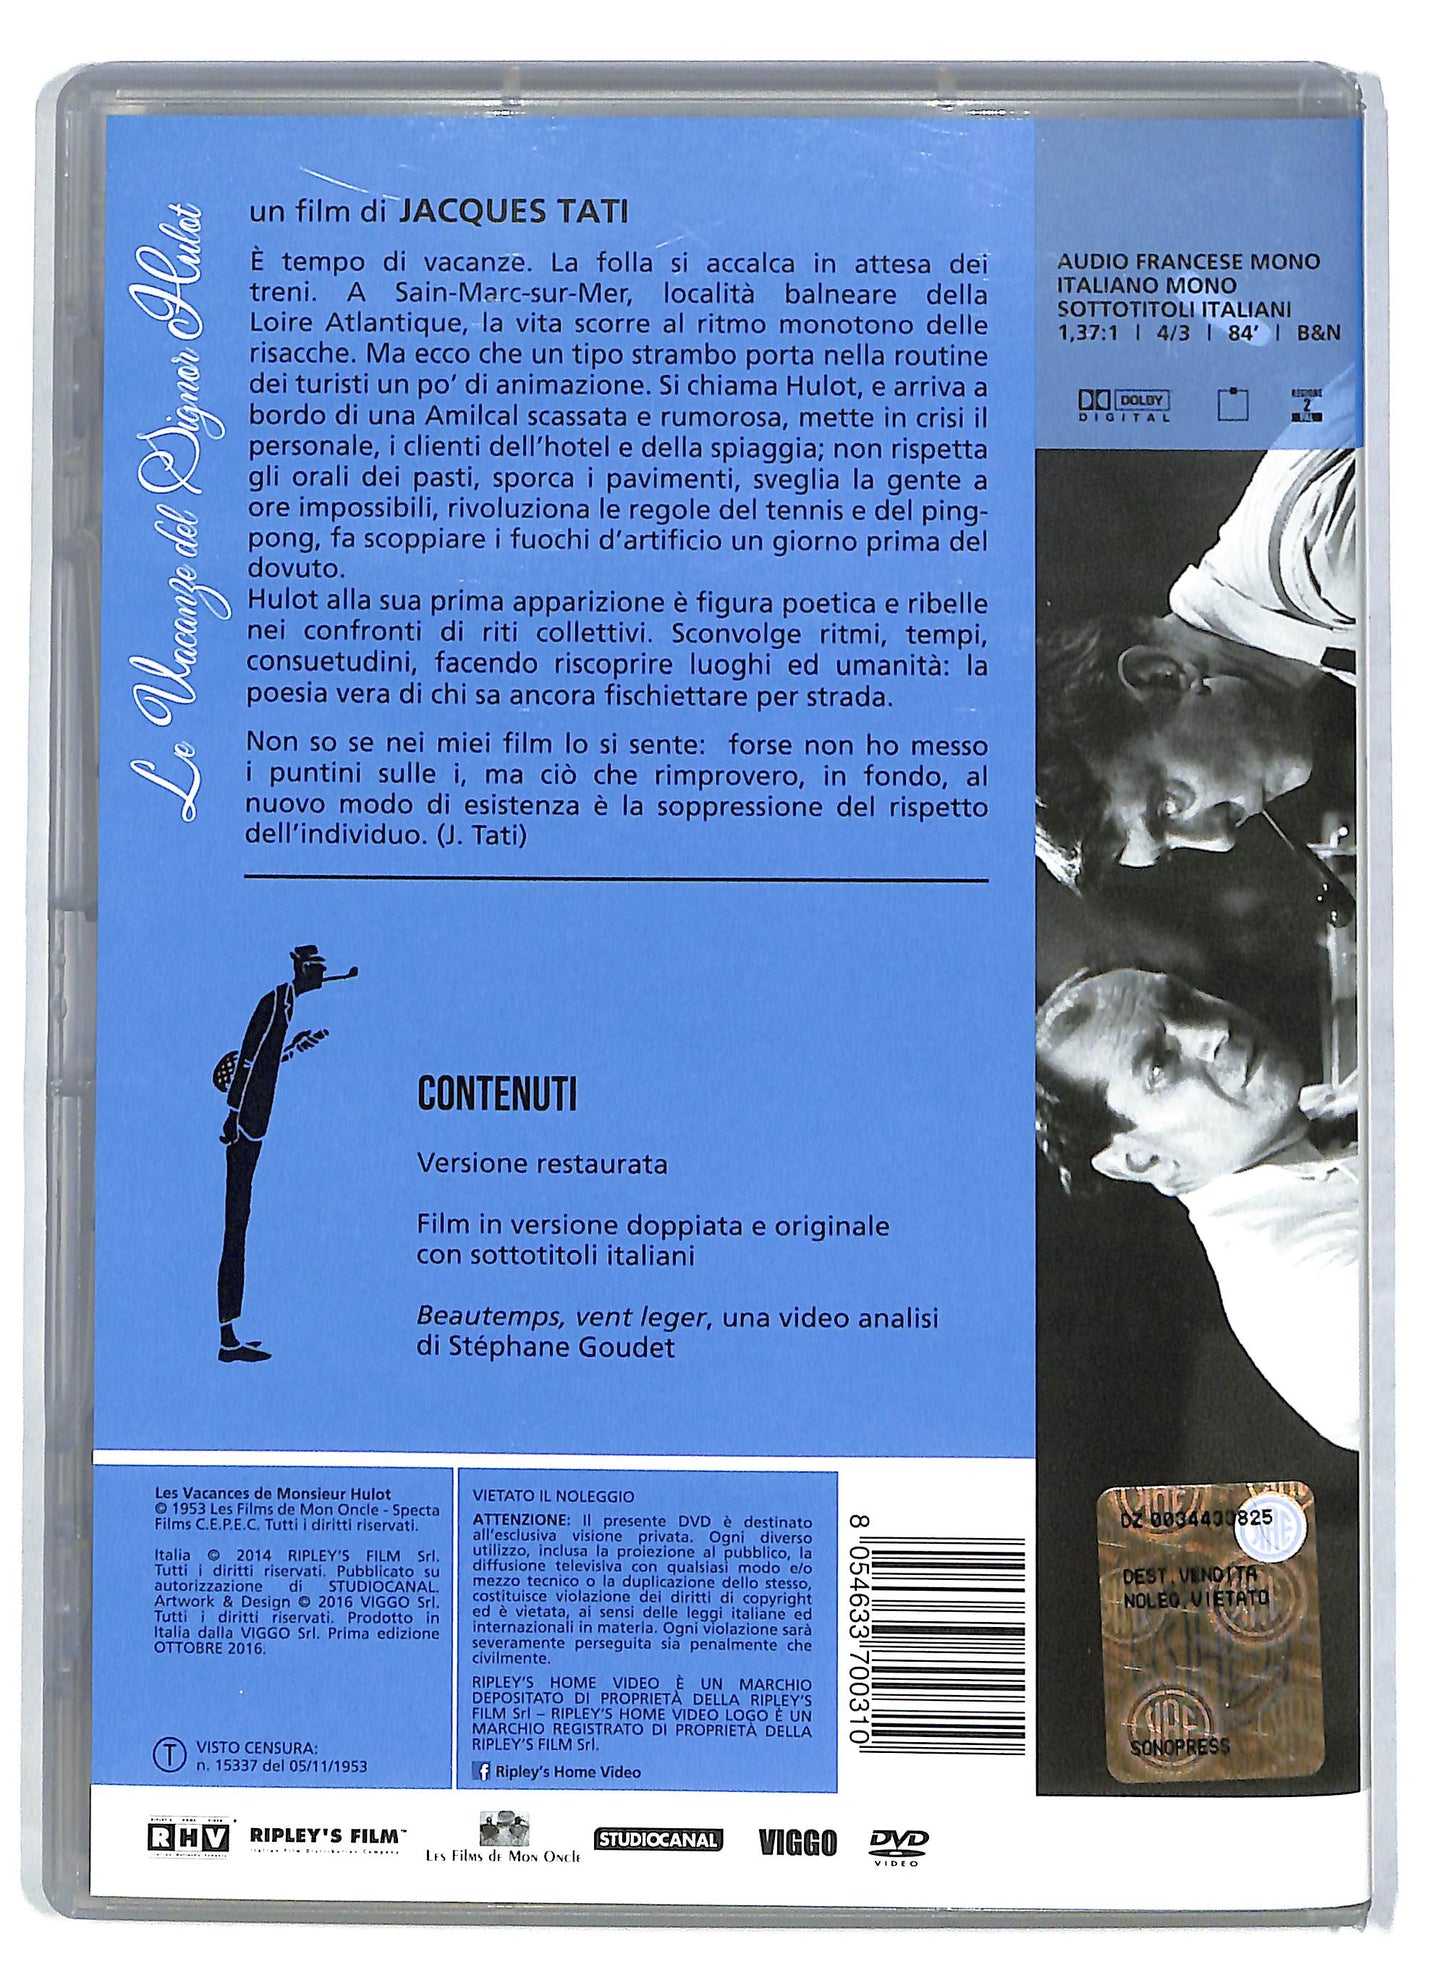 Le Vacanze del Signor Hulot
un film di JACQUES TATI
È tempo di vacanze. La folla si accalca in attesa dei
treni. A Sain-Marc-sur-Mer, località balneare della
Loire Atlantique, la vita scorre al ritmo monotono delle
risacche. Ma ecco che un tipo strambo porta nella routine
dei turisti un po’ di animazione. Si chiama Hulot, e arriva a
bordo di una Amilcal scassata e rumorosa, mette in crisi il
personale, i clienti dell’hotel e della spiaggia; non rispetta
gli orali dei pasti, sporca i pavimenti, sveglia la gente a
ore impossibili, rivoluziona le regole del tennis e del ping-
pong, fa scoppiare i fuochi d’artificio un giorno prima del
dovuto.
Hulot alla sua prima apparizione è figura poetica e ribelle
nei confronti di riti collettivi. Sconvolge ritmi, tempi,
consuetudini, facendo riscoprire luoghi ed umanità: la
poesia vera di chi sa ancora fischiettare per strada.
Non so se nei miei film lo si sente: forse non ho messo
i puntini sulle i, ma ciò che rimprovero, in fondo, al
nuovo modo di esistenza è la soppressione del rispetto
dell’individuo. (J. Tati)
AUDIO FRANCESE MONO
ITALIANO MONO
SOTTOTITOLI ITALIANI
1,37:1 | 4/3 | 84’ | B&N
DOLBY
DIGITAL
REGIONE
2
PAL
CONTENUTI
Versione restaurata
Film in versione doppiata e originale
con sottotitoli italiani
Beautemps, vent leger, una video analisi
di Stéphane Goudet
Les Vacances de Monsieur Hulot
© 1953 Les Films de Mon Oncle - Specta
Films C.E.P.E.C. Tutti i diritti riservati.
Italia © 2014 RIPLEY’S FILM Srl.
Tutti i diritti riservati. Pubblicato su
autorizzazione di STUDIOCANAL.
Artwork & Design © 2016 VIGGO Srl.
Tutti i diritti riservati. Prodotto in
Italia dalla VIGGO Srl. Prima edizione
OTTOBRE 2016.
T VISTO CENSURA:
n. 15337 del 05/11/1953
VIETATO IL NOLEGGIO
ATTENZIONE: Il presente DVD è destinato
all’esclusiva visione privata. Ogni diverso
utilizzo, inclusa la proiezione al pubblico, la
diffusione televisiva con qualsiasi modo e/o
mezzo tecnico o la duplicazione dello stesso,
costituisce violazione dei diritti di copyright
ed è vietata, ai sensi delle leggi italiane ed
internazionali in materia. Ogni violazione sarà
severamente perseguita sia penalmente che
civilmente.
RIPLEY’S HOME VIDEO È UN MARCHIO
DEPOSITATO DI PROPRIETÀ DELLA RIPLEY’S
FILM Srl – RIPLEY’S HOME VIDEO LOGO È UN
MARCHIO REGISTRATO DI PROPRIETÀ DELLA
RIPLEY’S FILM Srl.
f Ripley’s Home Video
8 054633 700310
DZ 0034433825
DEST.VENDITA
NOLEG.VIETATO
SIAE
SONOPRESS
RHV
RIPLEY'S FILM™
Italian Film Distribution Company
LES FILMS DE MON ONCLE
STUDIOCANAL
VIGGO
DVD
VIDEO